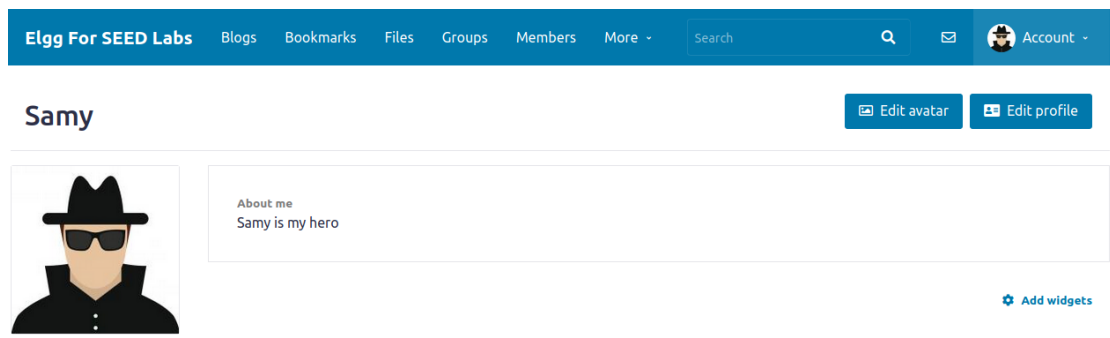 Elgg For SEED Labs Blogs Bookmarks Files Groups Members More Search Account
Samy Edit avatar Edit profile
About me
Samy is my hero
Add widgets